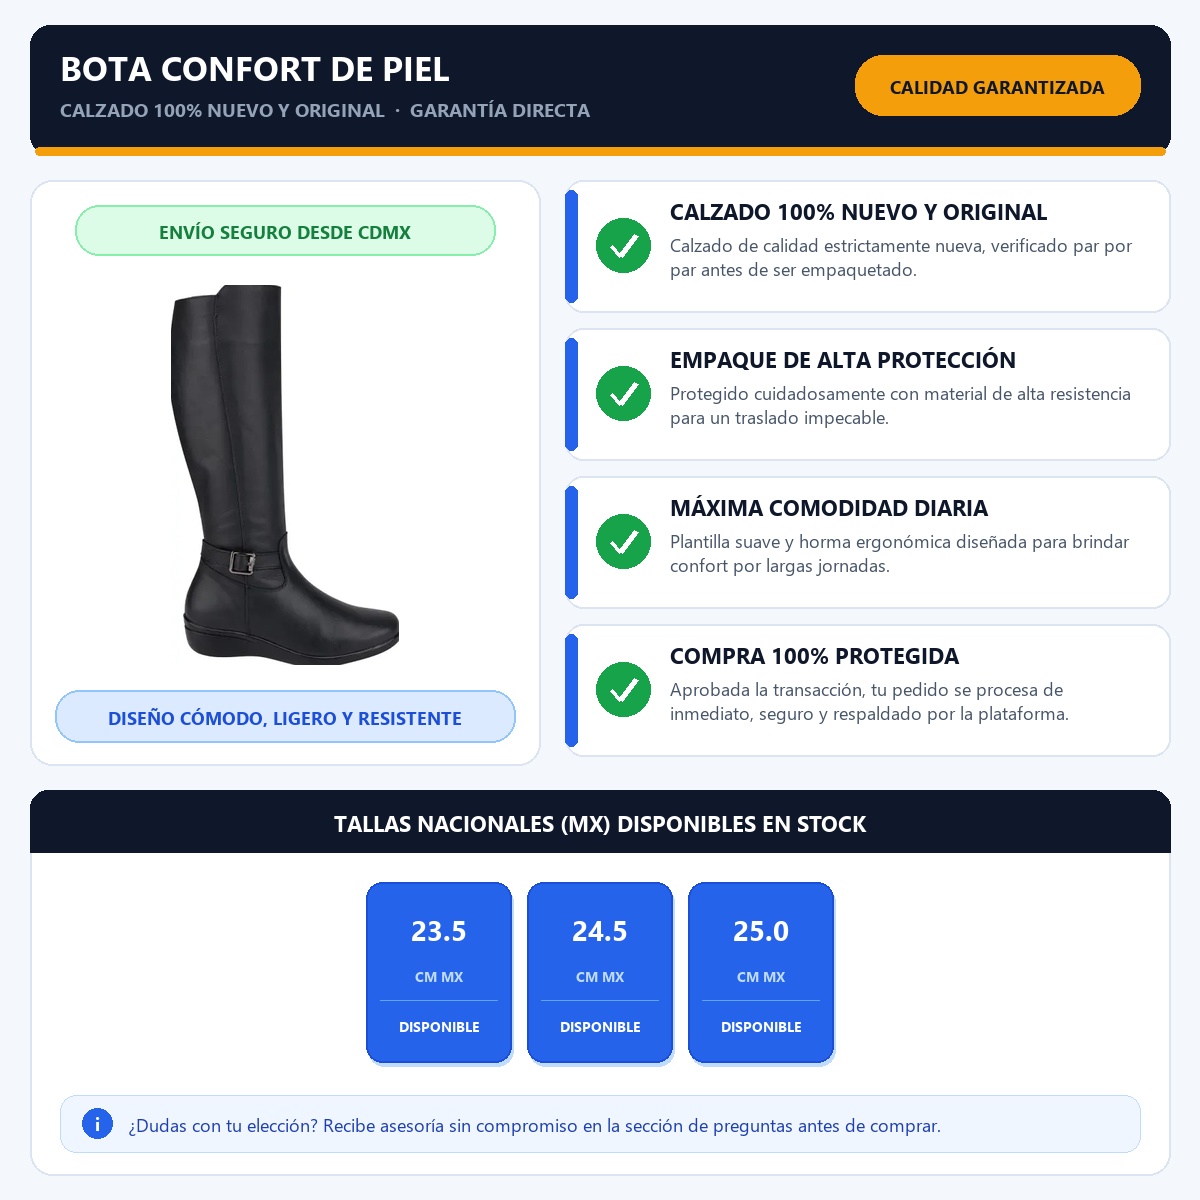 BOTA CONFORT DE PIEL
CALZADO 100% NUEVO Y ORIGINAL · GARANTÍA DIRECTA
CALIDAD GARANTIZADA
ENVÍO SEGURO DESDE CDMX
DISEÑO CÓMODO, LIGERO Y RESISTENTE
CALZADO 100% NUEVO Y ORIGINAL
Calzado de calidad estrictamente nueva, verificado par por
par antes de ser empaquetado.
EMPAQUE DE ALTA PROTECCIÓN
Protegido cuidadosamente con material de alta resistencia
para un traslado impecable.
MÁXIMA COMODIDAD DIARIA
Plantilla suave y horma ergonómica diseñada para brindar
confort por largas jornadas.
COMPRA 100% PROTEGIDA
Aprobada la transacción, tu pedido se procesa de
inmediato, seguro y respaldado por la plataforma.
TALLAS NACIONALES (MX) DISPONIBLES EN STOCK
23.5
CM MX
DISPONIBLE
24.5
CM MX
DISPONIBLE
25.0
CM MX
DISPONIBLE
¿Dudas con tu elección? Recibe asesoría sin compromiso en la sección de preguntas antes de comprar.